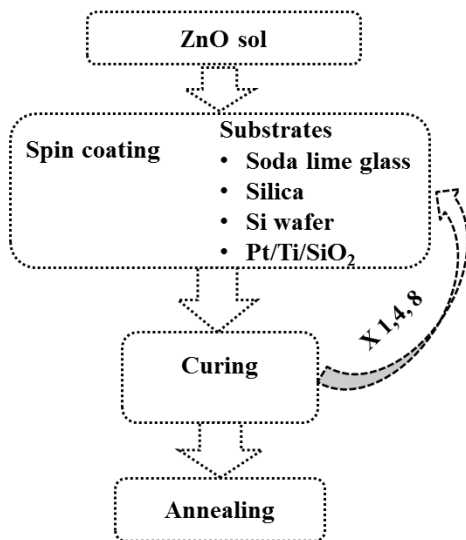 ZnO sol
Spin coating
Substrates
• Soda lime glass
• Silica
• Si wafer
• Pt/Ti/SiO₂
X 1,4,8
Curing
Annealing